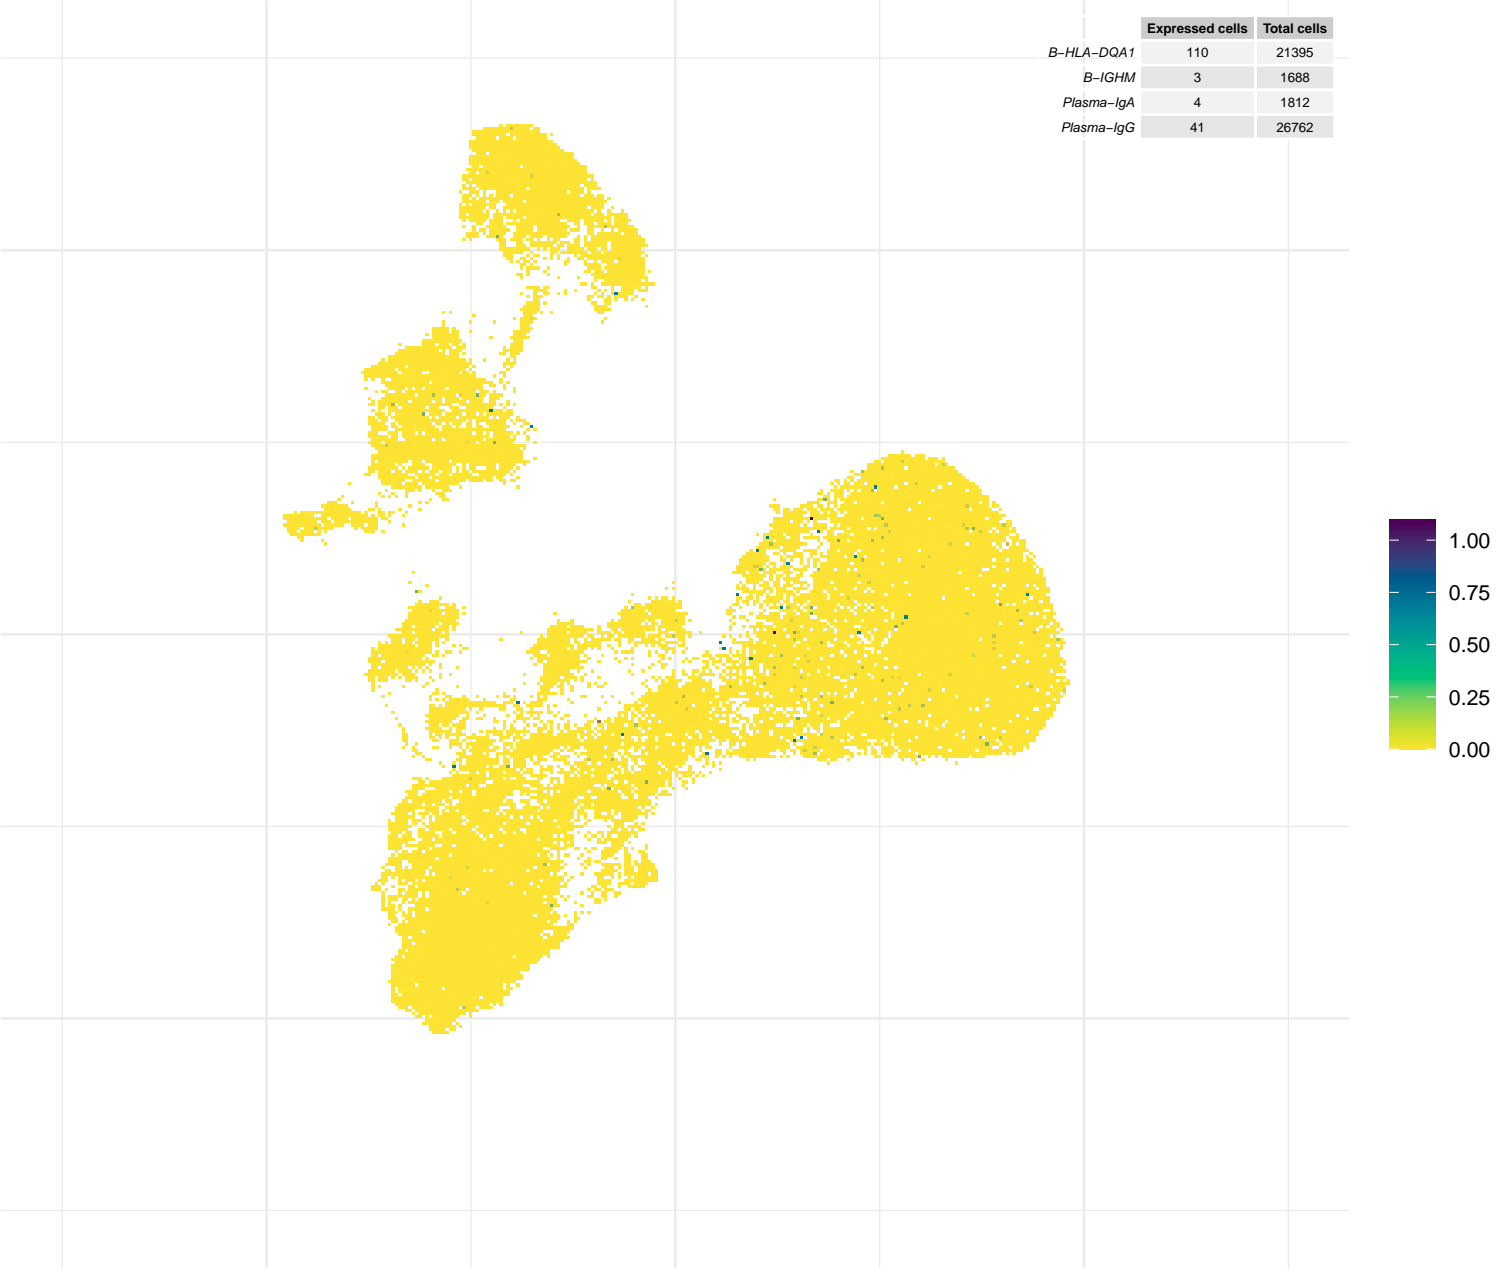 Expressed cells Total cells
B−HLA−DQA1 110 21395
B−IGHM 3 1688
Plasma−IgA 4 1812
Plasma−IgG 41 26762
1.00
0.75
0.50
0.25
0.00